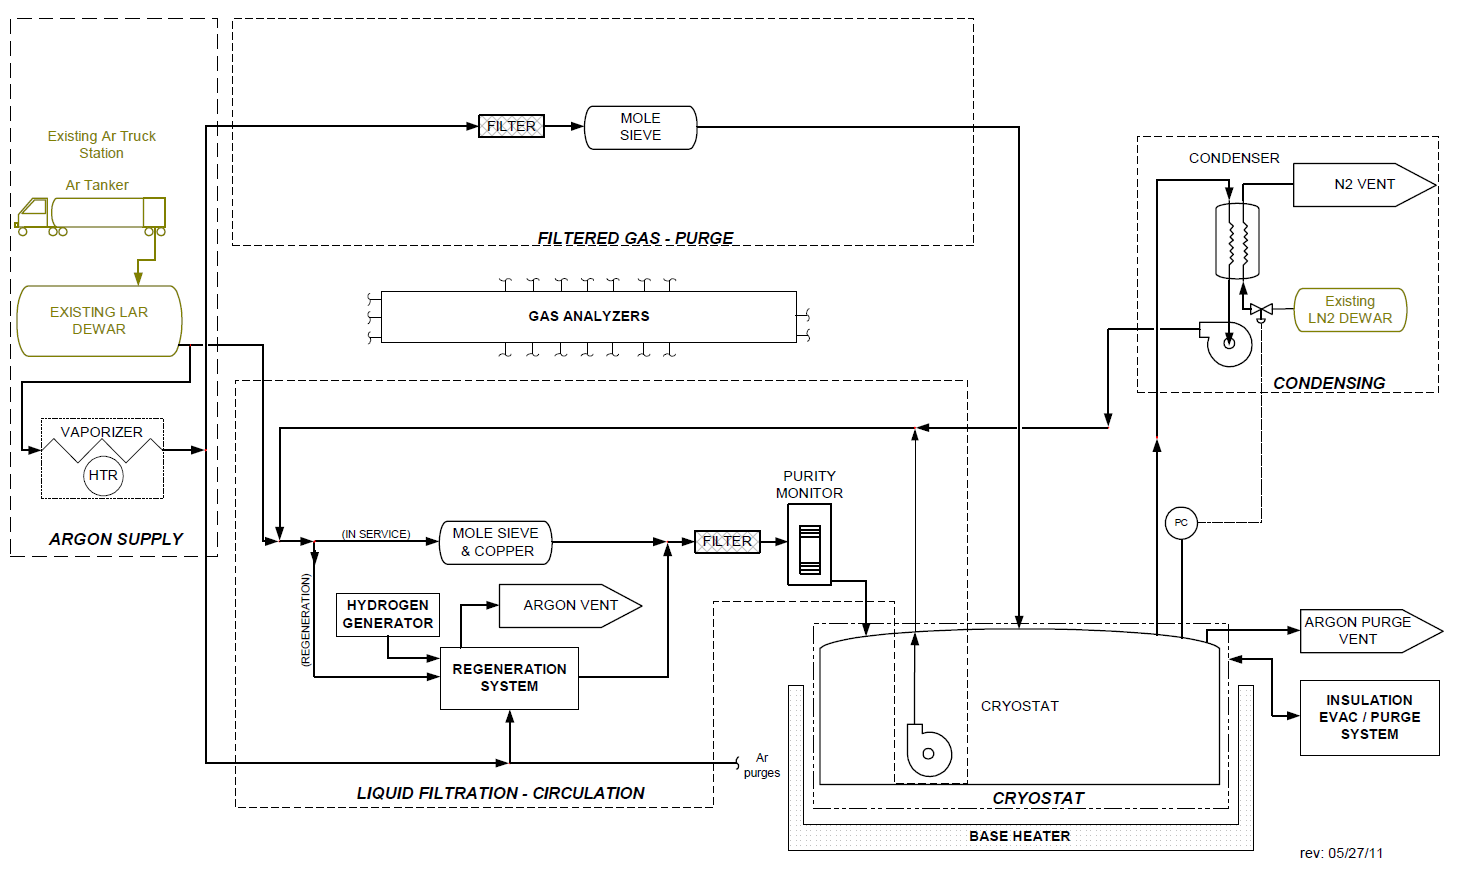 Existing Ar Truck
Station
Ar Tanker
EXISTING LAR
DEWAR
VAPORIZER
HTR
ARGON SUPPLY
FILTER
MOLE
SIEVE
FILTERED GAS - PURGE
GAS ANALYZERS
CONDENSER
N2 VENT
Existing
LN2 DEWAR
CONDENSING
PURITY
MONITOR
(IN SERVICE)
MOLE SIEVE
& COPPER
FILTER
(REGENERATION)
HYDROGEN
GENERATOR
ARGON VENT
REGENERATION
SYSTEM
Ar
purges
LIQUID FILTRATION - CIRCULATION
PC
CRYOSTAT
CRYOSTAT
BASE HEATER
ARGON PURGE
VENT
INSULATION
EVAC / PURGE
SYSTEM
rev: 05/27/11